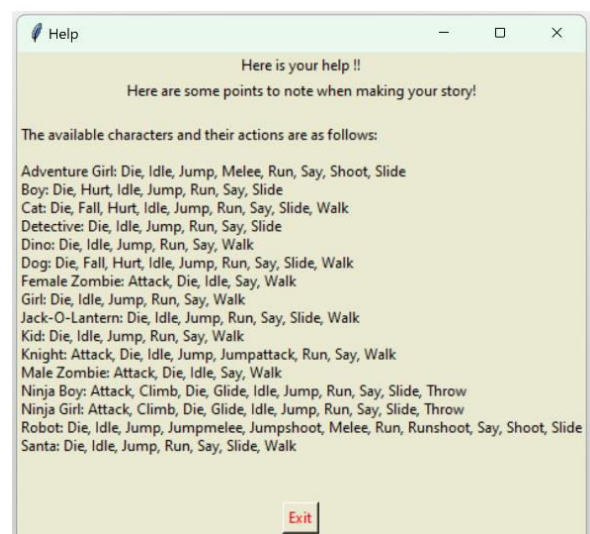 Help
Here is your help !!
Here are some points to note when making your story!
The available characters and their actions are as follows:
Adventure Girl: Die, Idle, Jump, Melee, Run, Say, Shoot, Slide
Boy: Die, Hurt, Idle, Jump, Run, Say, Slide
Cat: Die, Fall, Hurt, Idle, Jump, Run, Say, Slide, Walk
Detective: Die, Idle, Jump, Run, Say, Slide
Dino: Die, Idle, Jump, Run, Say, Walk
Dog: Die, Fall, Hurt, Idle, Jump, Run, Say, Slide, Walk
Female Zombie: Attack, Die, Idle, Say, Walk
Girl: Die, Idle, Jump, Run, Say, Walk
Jack-O-Lantern: Die, Idle, Jump, Run, Say, Slide, Walk
Kid: Die, Idle, Jump, Run, Say, Walk
Knight: Attack, Die, Idle, Jump, Jumpattack, Run, Say, Walk
Male Zombie: Attack, Die, Idle, Say, Walk
Ninja Boy: Attack, Climb, Die, Glide, Idle, Jump, Run, Say, Slide, Throw
Ninja Girl: Attack, Climb, Die, Glide, Idle, Jump, Run, Say, Slide, Throw
Robot: Die, Idle, Jump, Jumpmelee, Jumpshoot, Melee, Run, Runshoot, Say, Shoot, Slide
Santa: Die, Idle, Jump, Run, Say, Slide, Walk
Exit